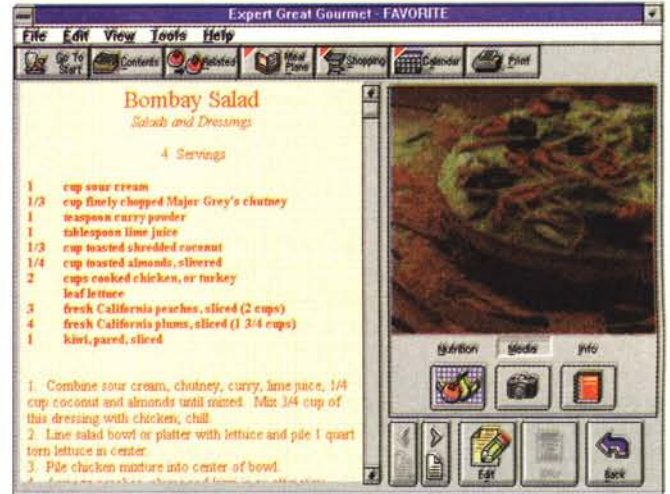 Expert Great Gourmet - FAVORITE
File Edit View Tools Help
Go To Start Contents Related Meal Plans Shopping Calendar Print
Bombay Salad
Salads and Dressings
4 Servings
1 cup sour cream
1/3 cup finely chopped Major Grey's chutney
1 teaspoon curry powder
1 tablespoon lime juice
1/3 cup toasted shredded coconut
1/4 cup toasted almonds, slivered
2 cups cooked chicken, or turkey
leaf lettuce
3 fresh California peaches, sliced (2 cups)
4 fresh California plums, sliced (1 3/4 cups)
1 kiwi, pared, sliced
1. Combine sour cream, chutney, curry, lime juice, 1/4
cup coconut and almonds until mixed. Mix 3/4 cup of
this dressing with chicken; chill.
2. Line salad bowl or platter with lettuce and pile 1 quart
torn lettuce in center.
3. Pile chicken mixture into center of bowl.
Nutrition Media Info
Edit Back